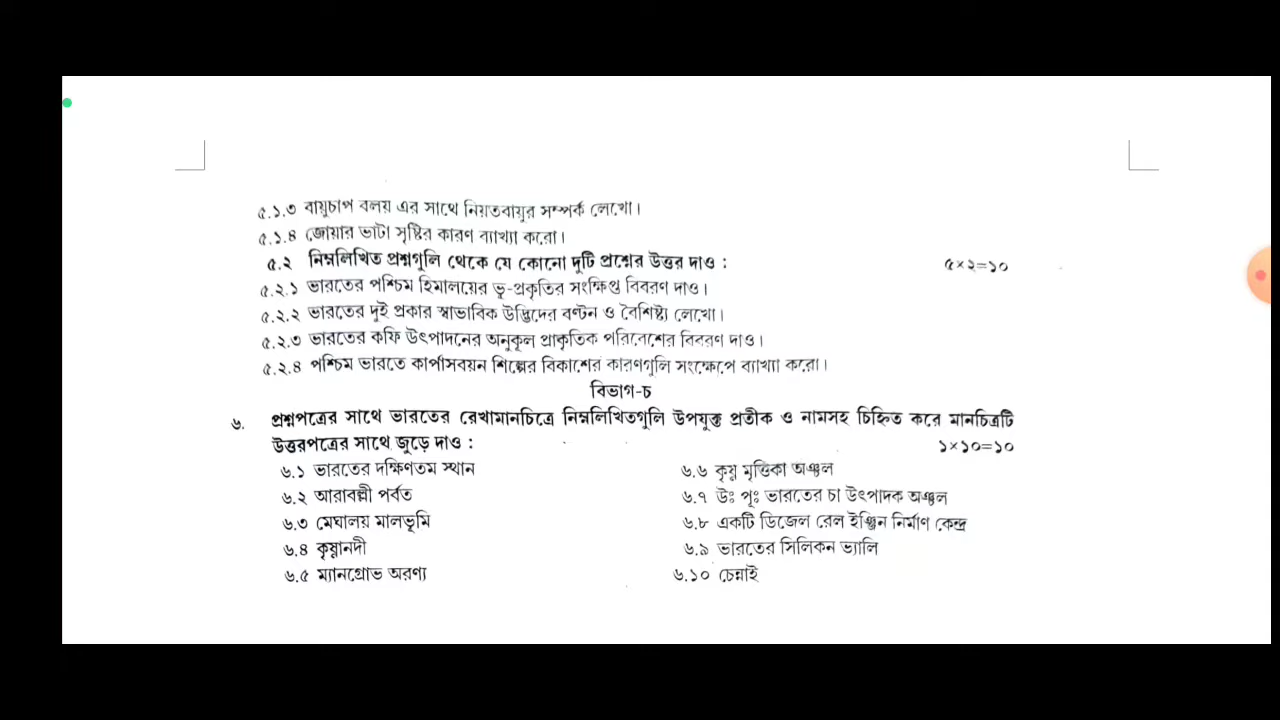 ৫.১.৩ বায়ুচাপ বলয় এর সাথে নিয়তবায়ুর সম্পর্ক লেখো।
৫.১.৪ জোয়ার ভাটা সৃষ্টির কারণ ব্যাখ্যা করো।
৫.২ নিম্নলিখিত প্রশ্নগুলি থেকে যে কোনো দুটি প্রশ্নের উত্তর দাও : ৫×২=১০
৫.২.১ ভারতের পশ্চিম হিমালয়ের ভূ-প্রকৃতির সংক্ষিপ্ত বিবরণ দাও।
৫.২.২ ভারতের দুই প্রকার স্বাভাবিক উদ্ভিদের বণ্টন ও বৈশিষ্ট্য লেখো।
৫.২.৩ ভারতের কফি উৎপাদনের অনুকূল প্রাকৃতিক পরিবেশের বিবরণ দাও।
৫.২.৪ পশ্চিম ভারতে কার্পাসবয়ন শিল্পের বিকাশের কারণগুলি সংক্ষেপে ব্যাখ্যা করো।
বিভাগ-চ
৬. প্রশ্নপত্রের সাথে ভারতের রেখামানচিত্রে নিম্নলিখিতগুলি উপযুক্ত প্রতীক ও নামসহ চিহ্নিত করে মানচিত্রটি
উত্তরপত্রের সাথে জুড়ে দাও : ১×১০=১০
৬.১ ভারতের দক্ষিণতম স্থান ৬.৬ কৃষ্ণ মৃত্তিকা অঞ্চল
৬.২ আরাবল্লী পর্বত ৬.৭ উঃ পূঃ ভারতের চা উৎপাদক অঞ্চল
৬.৩ মেঘালয় মালভূমি ৬.৮ একটি ডিজেল রেল ইঞ্জিন নির্মাণ কেন্দ্র
৬.৪ কৃষ্ণানদী ৬.৯ ভারতের সিলিকন ভ্যালি
৬.৫ ম্যানগ্রোভ অরণ্য ৬.১০ চেন্নাই